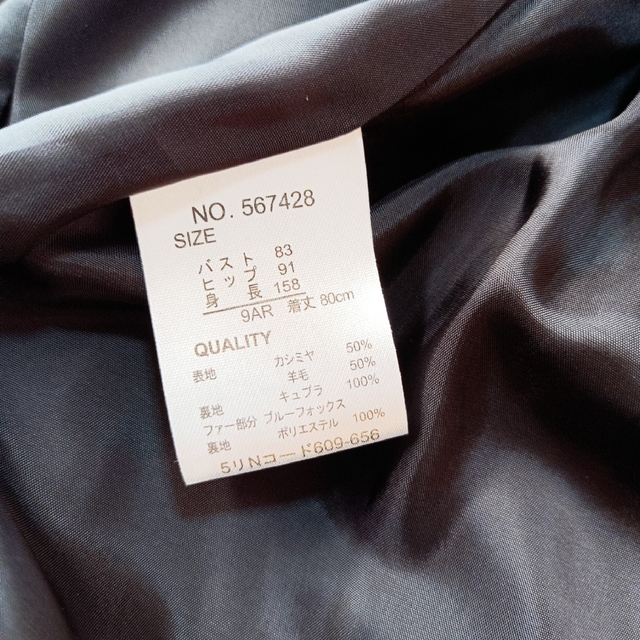 NO. 567428
SIZE
バスト 83
ヒップ 91
身長 158
9AR 着丈 80cm
QUALITY
表地 カシミヤ 50%
羊毛 50%
裏地 キュプラ 100%
ファー部分 ブルーフォックス
裏地 ポリエステル 100%
5リNコード609-656